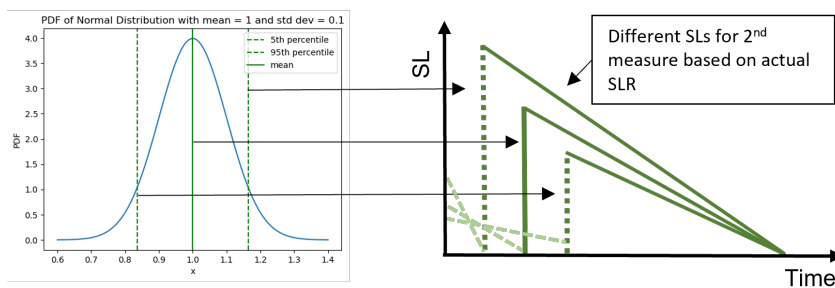 PDF of Normal Distribution with mean = 1 and std dev = 0.1
5th percentile
95th percentile
mean
4.0
3.5
3.0
2.5
2.0
1.5
1.0
0.5
0.0
PDF
0.6 0.7 0.8 0.9 1.0 1.1 1.2 1.3 1.4
x
SL
Different SLs for 2nd
measure based on actual
SLR
Time